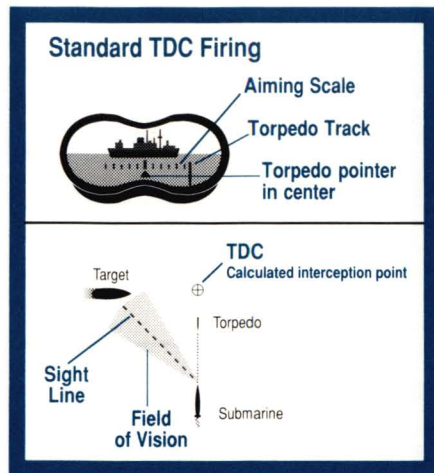 Standard TDC Firing
Aiming Scale
Torpedo Track
Torpedo pointer
in center
TDC
Calculated interception point
Target
Torpedo
Sight
Line
Field
of Vision
Submarine